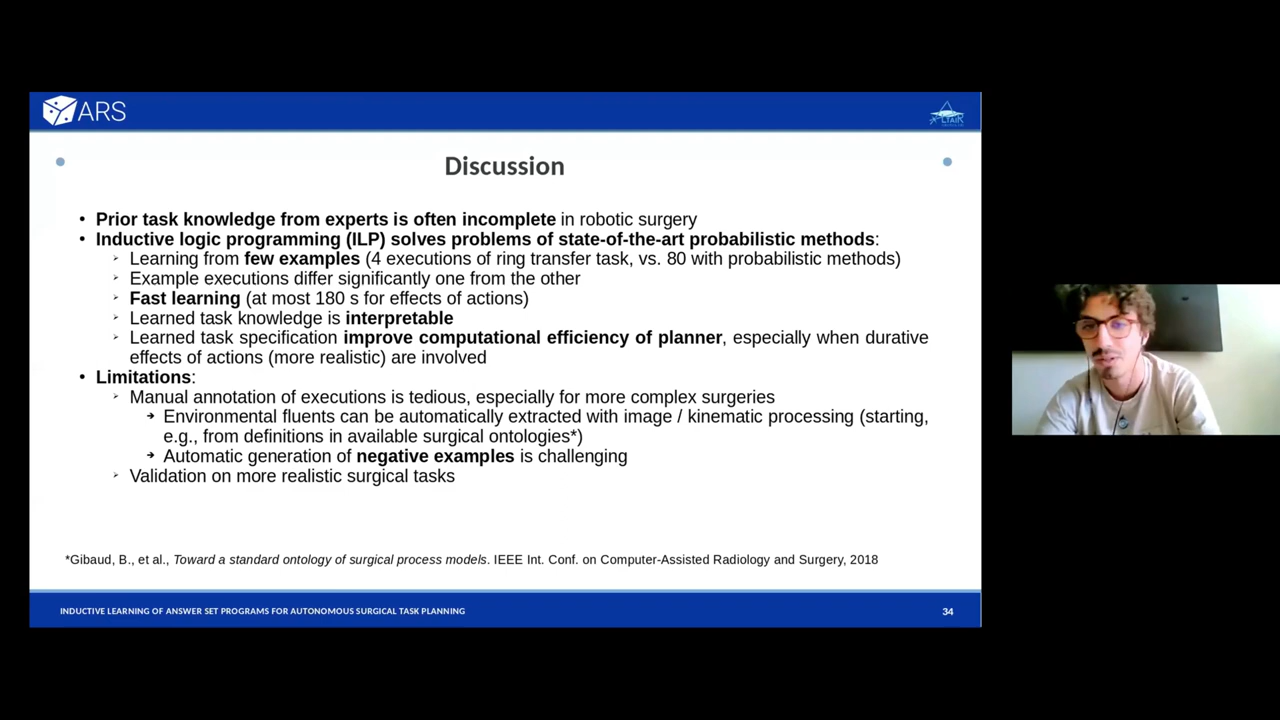 ARS
ALTAIR
Discussion
• Prior task knowledge from experts is often incomplete in robotic surgery
• Inductive logic programming (ILP) solves problems of state-of-the-art probabilistic methods:
Learning from few examples (4 executions of ring transfer task, vs. 80 with probabilistic methods)
Example executions differ significantly one from the other
Fast learning (at most 180 s for effects of actions)
Learned task knowledge is interpretable
Learned task specification improve computational efficiency of planner, especially when durative
effects of actions (more realistic) are involved
• Limitations:
Manual annotation of executions is tedious, especially for more complex surgeries
Environmental fluents can be automatically extracted with image / kinematic processing (starting,
e.g., from definitions in available surgical ontologies*)
Automatic generation of negative examples is challenging
Validation on more realistic surgical tasks
*Gibaud, B., et al., Toward a standard ontology of surgical process models. IEEE Int. Conf. on Computer-Assisted Radiology and Surgery, 2018
INDUCTIVE LEARNING OF ANSWER SET PROGRAMS FOR AUTONOMOUS SURGICAL TASK PLANNING
34